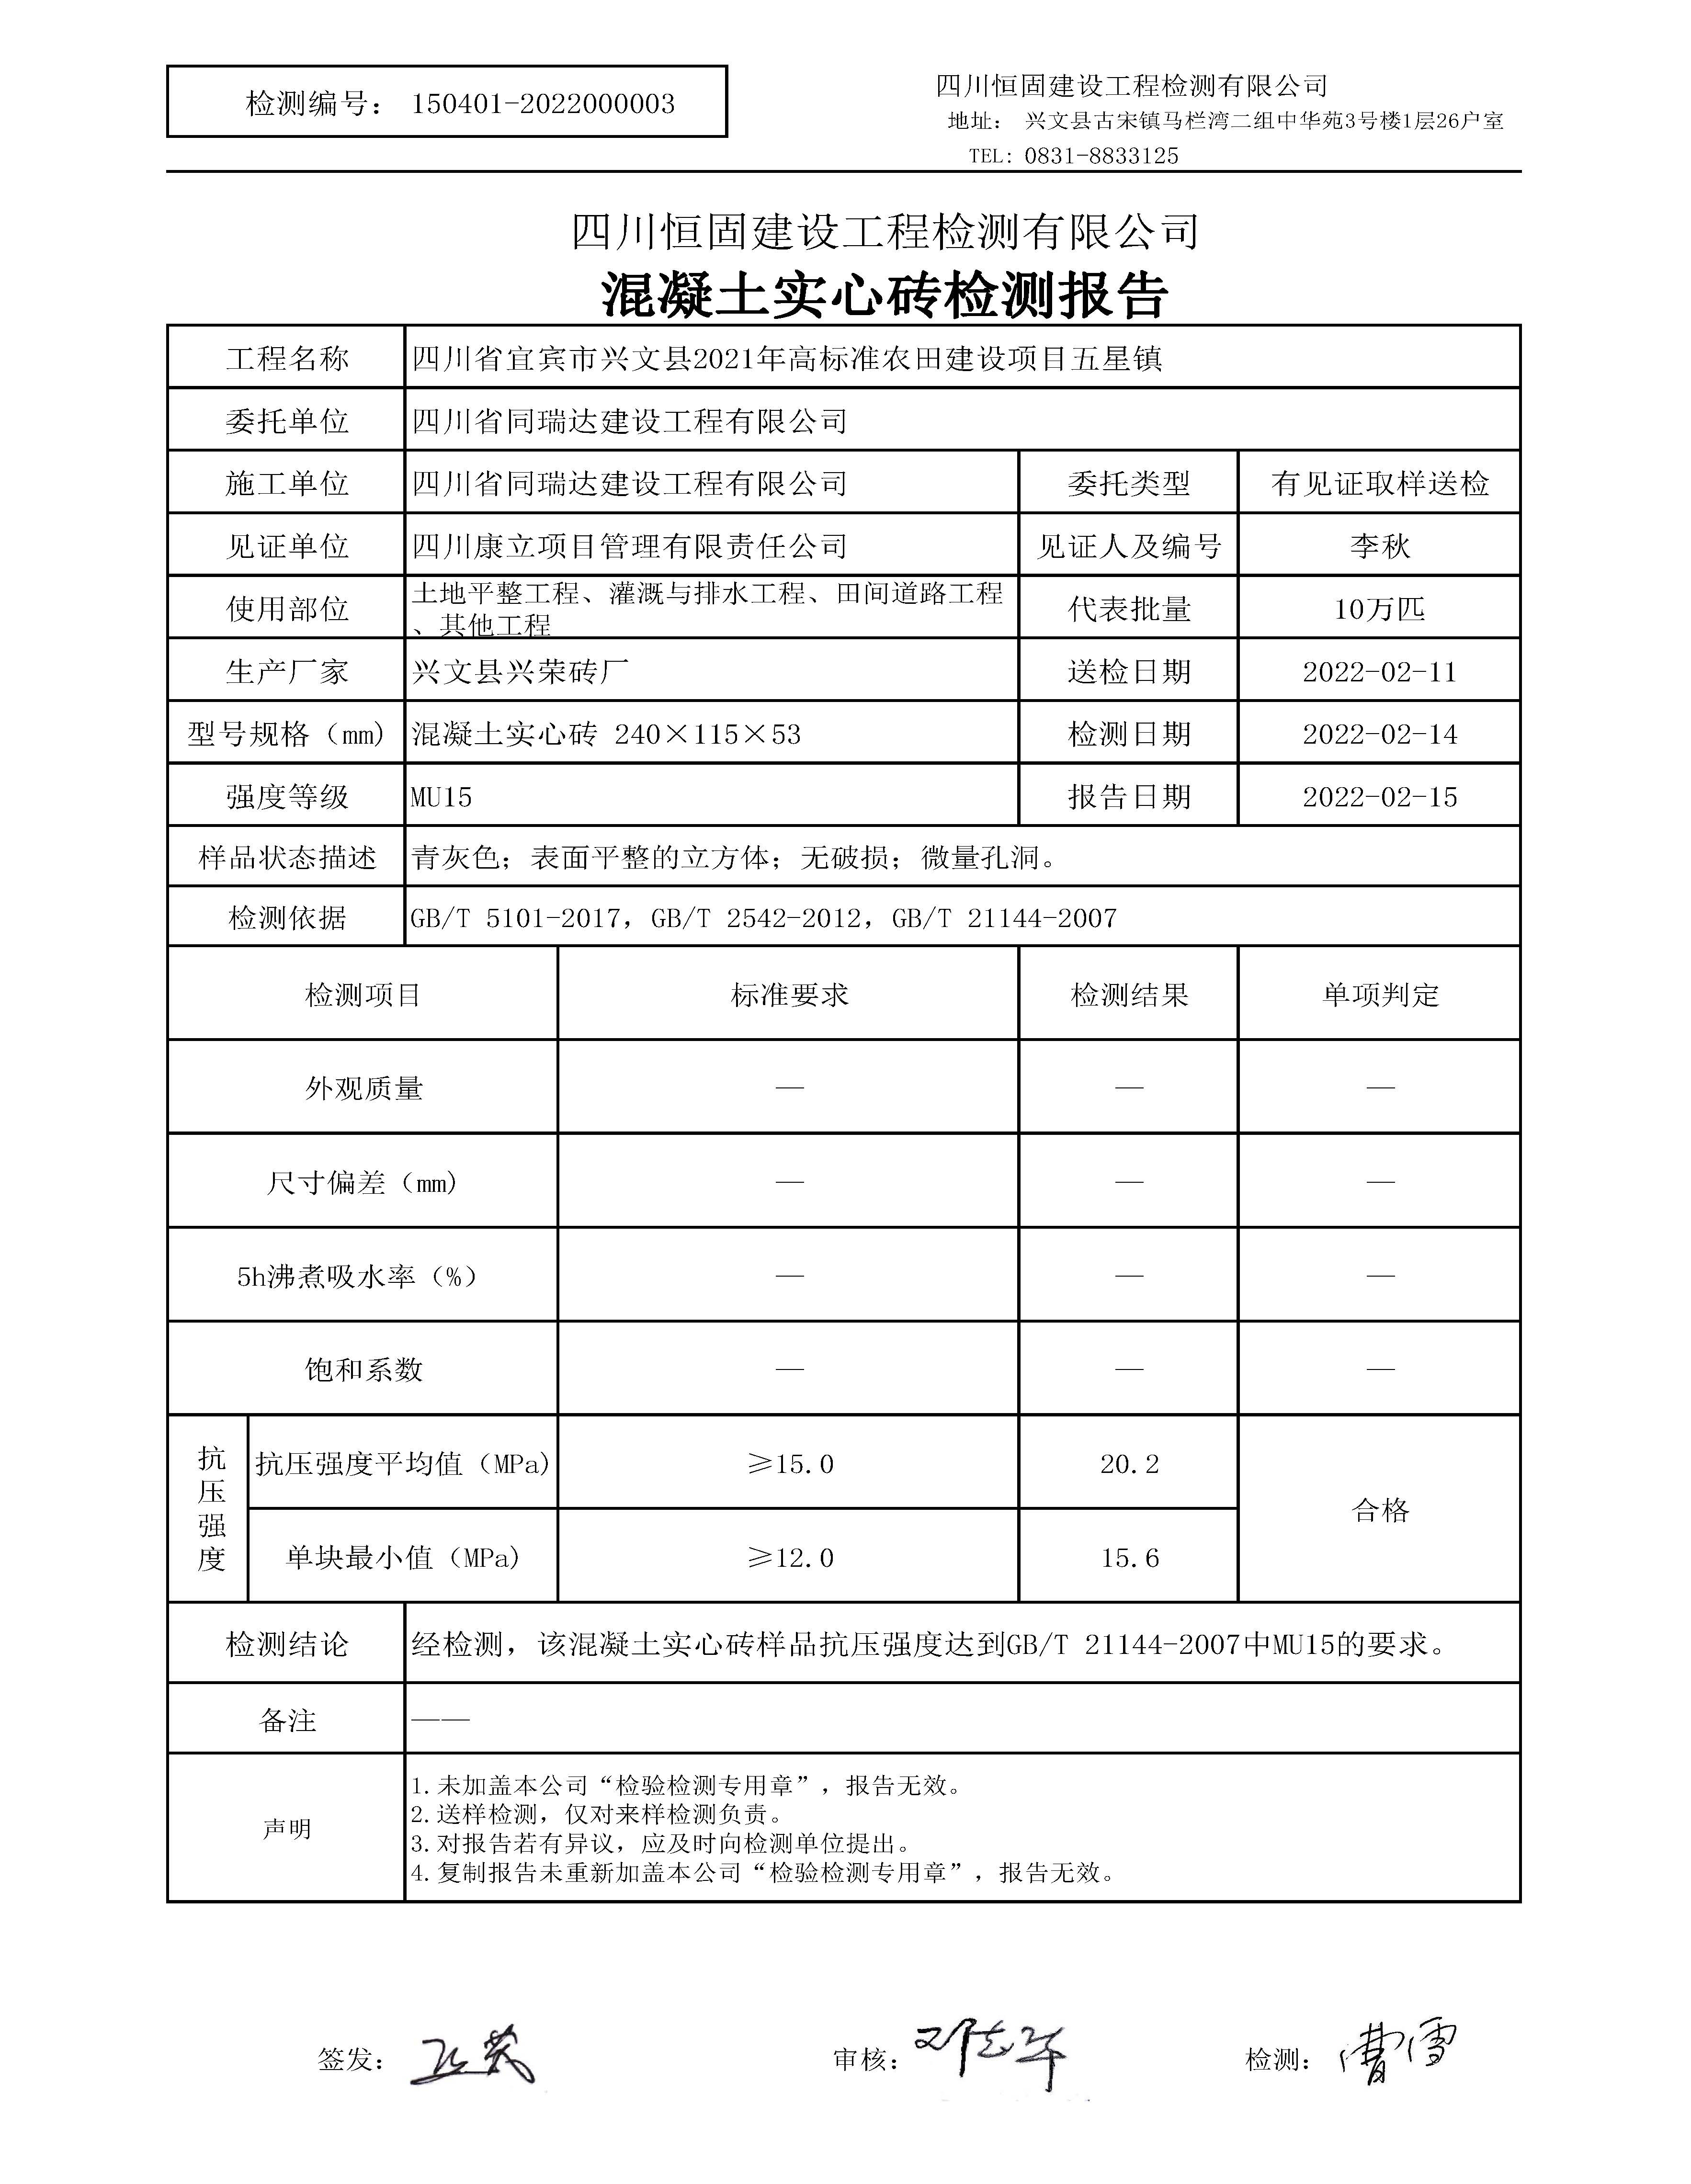 检测编号： 150401-2022000003
四川恒固建设工程检测有限公司
地址： 兴文县古宋镇马栏湾二组中华苑3号楼1层26户室
TEL: 0831-8833125
四川恒固建设工程检测有限公司
混凝土实心砖检测报告
工程名称 四川省宜宾市兴文县2021年高标准农田建设项目五星镇
委托单位 四川省同瑞达建设工程有限公司
施工单位 四川省同瑞达建设工程有限公司 委托类型 有见证取样送检
见证单位 四川康立项目管理有限责任公司 见证人及编号 李秋
使用部位 土地平整工程、灌溉与排水工程、田间道路工程
、其他工程 代表批量 10万匹
生产厂家 兴文县兴荣砖厂 送检日期 2022-02-11
型号规格（mm） 混凝土实心砖 240×115×53 检测日期 2022-02-14
强度等级 MU15 报告日期 2022-02-15
样品状态描述 青灰色；表面平整的立方体；无破损；微量孔洞。
检测依据 GB/T 5101-2017，GB/T 2542-2012，GB/T 21144-2007
检测项目 标准要求 检测结果 单项判定
外观质量 — — —
尺寸偏差（mm） — — —
5h沸煮吸水率（%） — — —
饱和系数 — — —
抗压强度 抗压强度平均值（MPa） ≥15.0 20.2 合格
单块最小值（MPa） ≥12.0 15.6
检测结论 经检测，该混凝土实心砖样品抗压强度达到GB/T 21144-2007中MU15的要求。
备注 ——
声明 1.未加盖本公司“检验检测专用章”，报告无效。
2.送样检测，仅对来样检测负责。
3.对报告若有异议，应及时向检测单位提出。
4.复制报告未重新加盖本公司“检验检测专用章”，报告无效。
签发： 审核： 检测： 曹雪